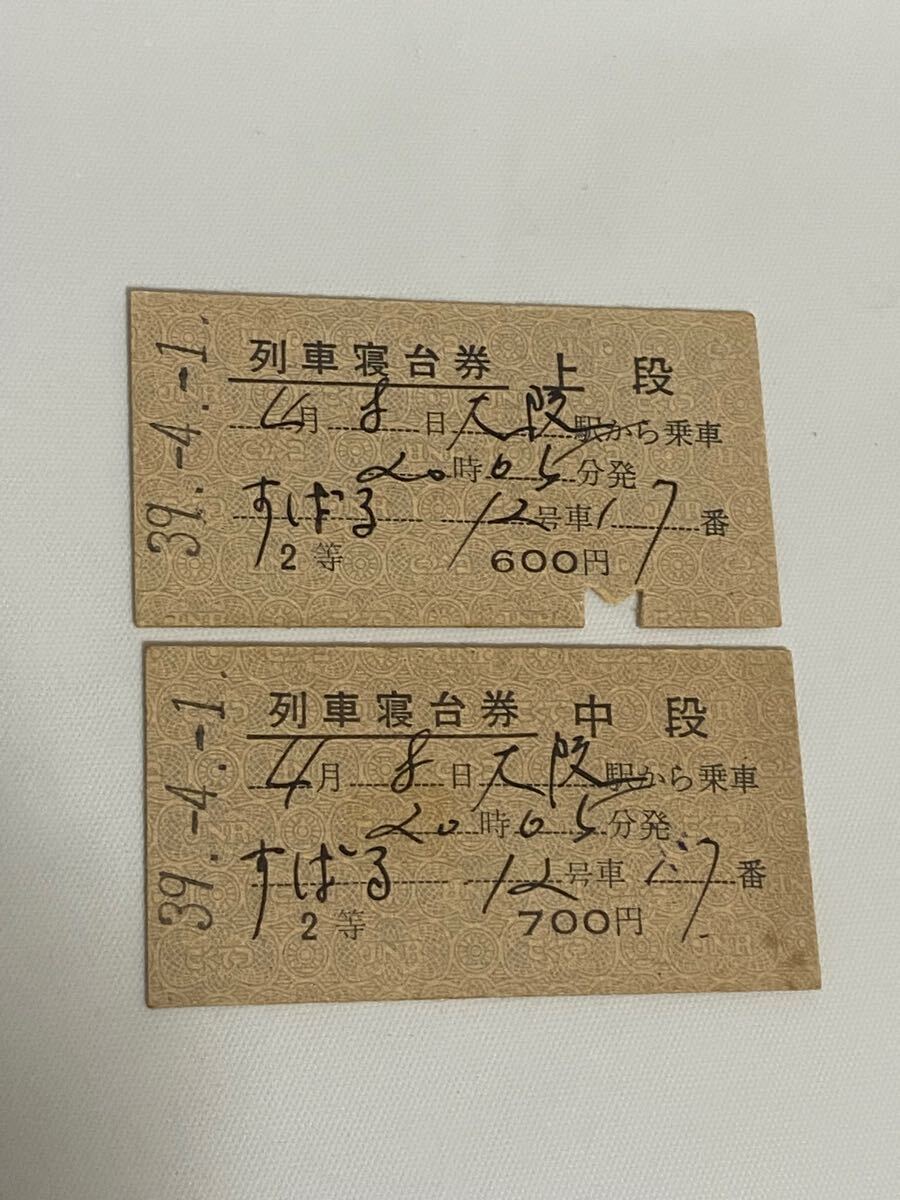 39.-4.-1.
列車寝台券 上段
4月8日大阪駅から乗車
20時05分発
すばる 12号車17番
2等 600円
39.-4.-1.
列車寝台券 中段
4月8日大阪駅から乗車
20時05分発
すばる 12号車 17番
2等 700円